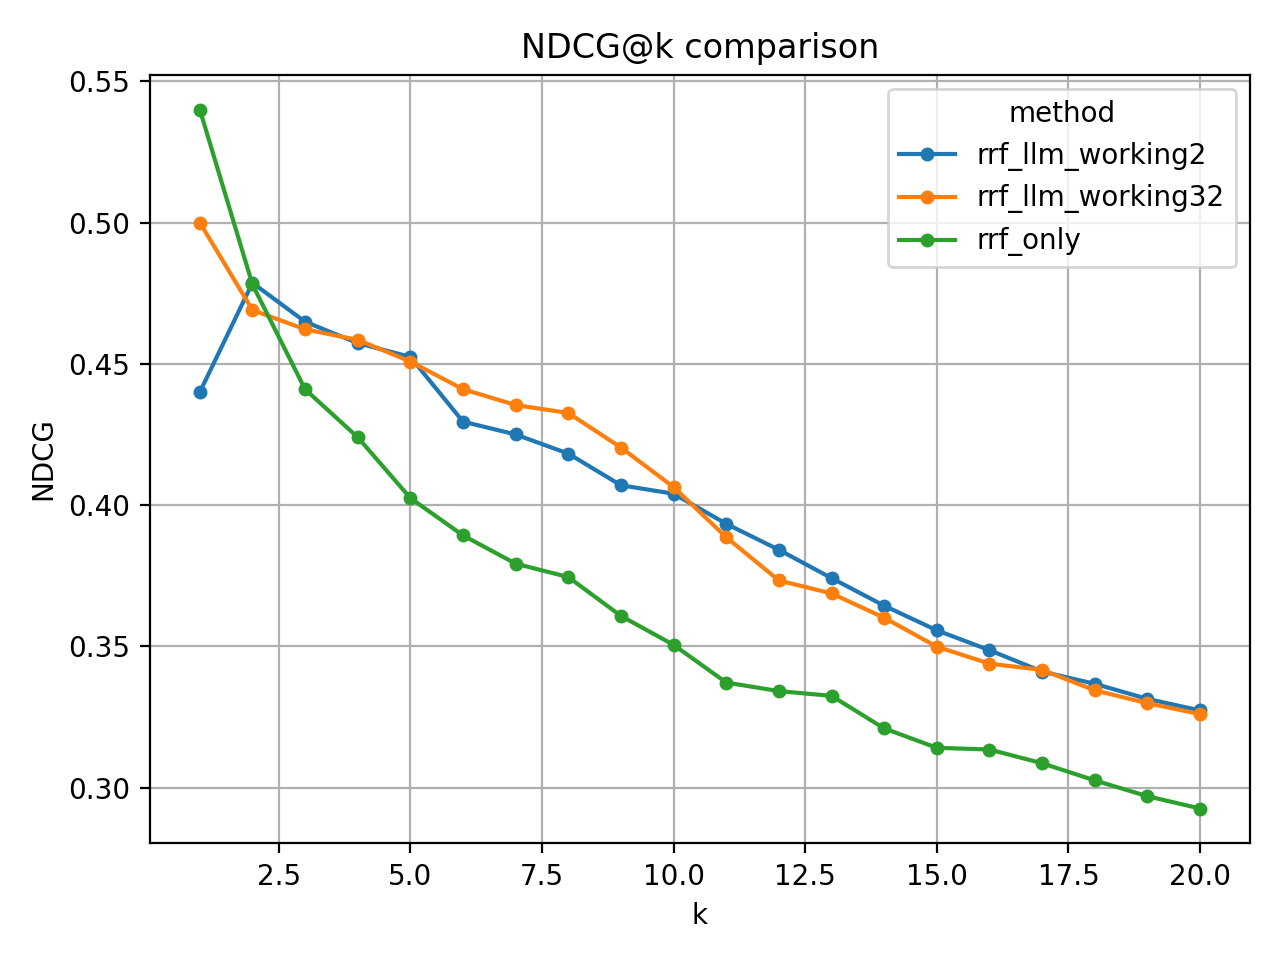 NDCG@k comparison
method
rrf_llm_working2
rrf_llm_working32
rrf_only
0.55
0.50
0.45
0.40
0.35
0.30
NDCG
2.5 5.0 7.5 10.0 12.5 15.0 17.5 20.0
k